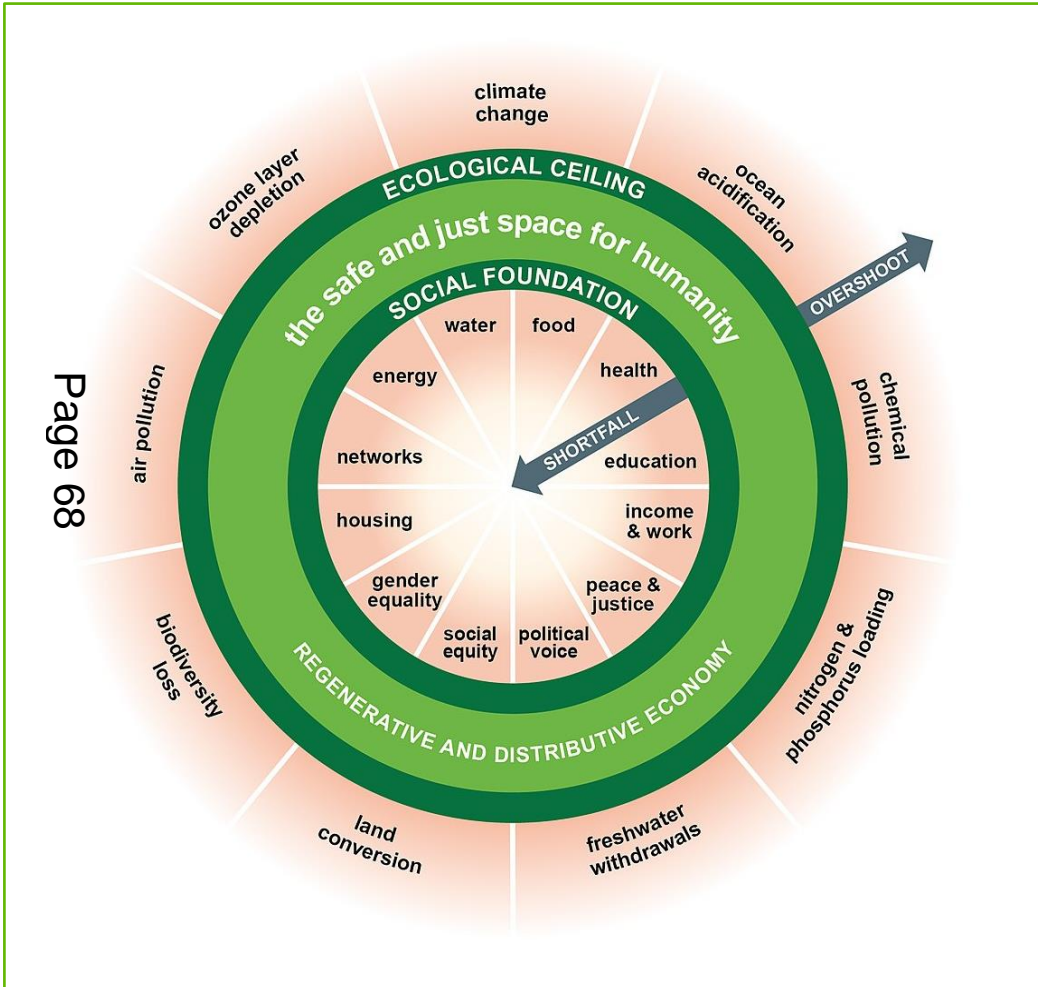 climate
change
ozone layer
depletion
ocean
acidification
ECOLOGICAL CEILING
the safe and just space for humanity
SOCIAL FOUNDATION
OVERSHOOT
water
food
energy
health
SHORTFALL
networks
education
housing
income
& work
gender
equality
peace &
justice
social
equity
political
voice
REGENERATIVE AND DISTRIBUTIVE ECONOMY
air pollution
chemical
pollution
biodiversity
loss
nitrogen &
phosphorus loading
land
conversion
freshwater
withdrawals
Page 68